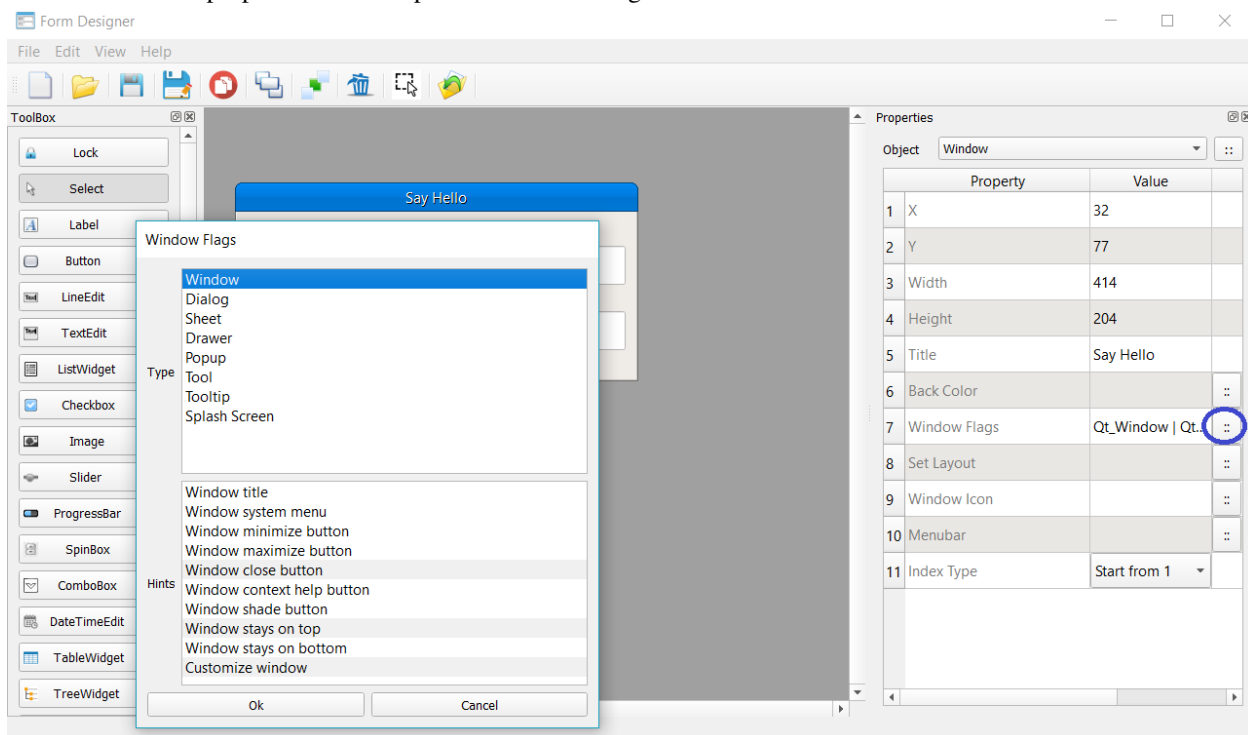 Form Designer
File Edit View Help
ToolBox
Lock
Select
Label
Button
LineEdit
TextEdit
ListWidget
Checkbox
Image
Slider
ProgressBar
SpinBox
ComboBox
DateTimeEdit
TableWidget
TreeWidget
Say Hello
Window Flags
Type
Window
Dialog
Sheet
Drawer
Popup
Tool
Tooltip
Splash Screen
Hints
Window title
Window system menu
Window minimize button
Window maximize button
Window close button
Window context help button
Window shade button
Window stays on top
Window stays on bottom
Customize window
Ok Cancel
Properties
Object Window ::
Property Value
1 X 32
2 Y 77
3 Width 414
4 Height 204
5 Title Say Hello
6 Back Color ::
7 Window Flags Qt_Window | Qt.. ::
8 Set Layout ::
9 Window Icon ::
10 Menubar ::
11 Index Type Start from 1